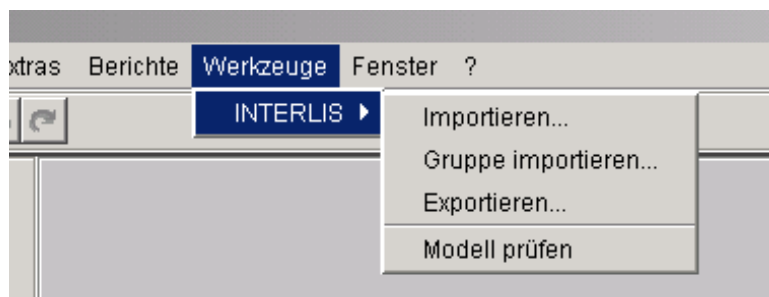 xtras Berichte Werkzeuge Fenster ?
INTERLIS
Importieren...
Gruppe importieren...
Exportieren...
Modell prüfen